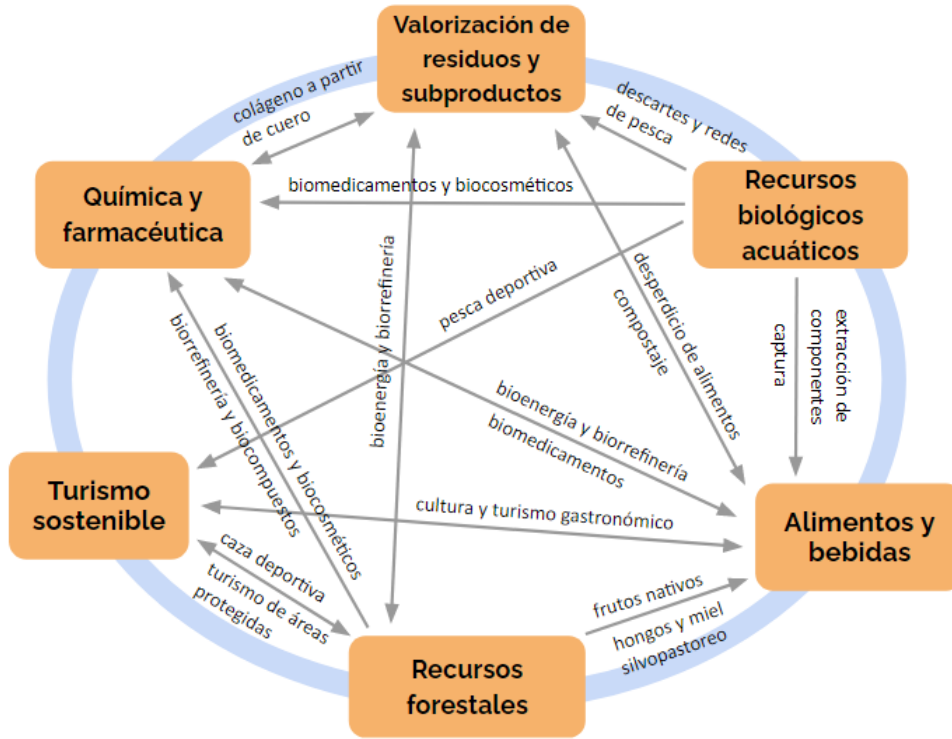 Valorización de
residuos y
subproductos
colágeno a partir
de cuero
descartes y redes
de pesca
Química y
farmacéutica
biomedicamentos y biocosméticos
Recursos
biológicos
acuáticos
bioenergía y biorrefinería
pesca deportiva
desperdicio de alimentos
compostaje
extracción de
componentes
captura
biomedicamentos y biocosméticos
biorrefinería y biocompuestos
bioenergía y biorrefinería
biomedicamentos
Turismo
sostenible
cultura y turismo gastronómico
Alimentos y
bebidas
caza deportiva
turismo de áreas
protegidas
frutos nativos
hongos y miel
silvopastoreo
Recursos
forestales